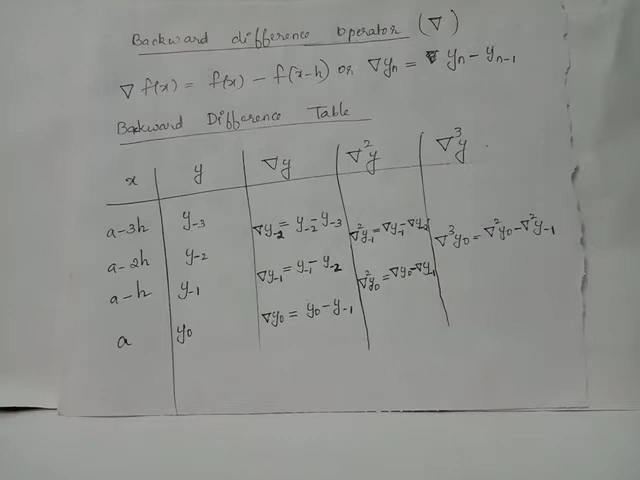 Backward difference operator (∇)
∇ f(x) = f(x) - f(x-h) or ∇yₙ = yₙ - yₙ₋₁
Backward Difference Table
x y ∇y ∇²y ∇³y
a-3h y₋₃
∇y₋₂ = y₋₂ - y₋₃ ∇²y₋₁ = ∇y₋₁ - ∇y₋₂ ∇³y₀ = ∇²y₀ - ∇²y₋₁
a-2h y₋₂
∇y₋₁ = y₋₁ - y₋₂ ∇²y₀ = ∇y₀ - ∇y₋₁
a-h y₋₁
∇y₀ = y₀ - y₋₁
a y₀